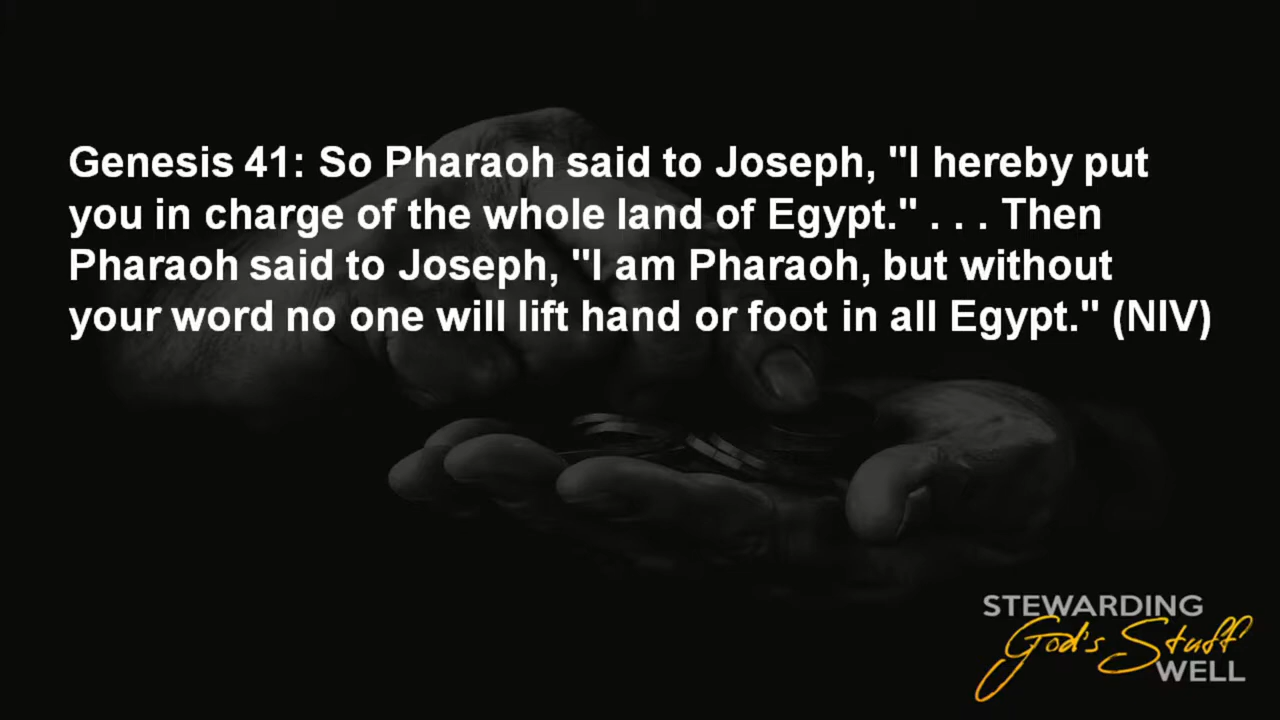 Genesis 41: So Pharaoh said to Joseph, "I hereby put
you in charge of the whole land of Egypt." . . . Then
Pharaoh said to Joseph, "I am Pharaoh, but without
your word no one will lift hand or foot in all Egypt." (NIV)
STEWARDING
God's Stuff
WELL